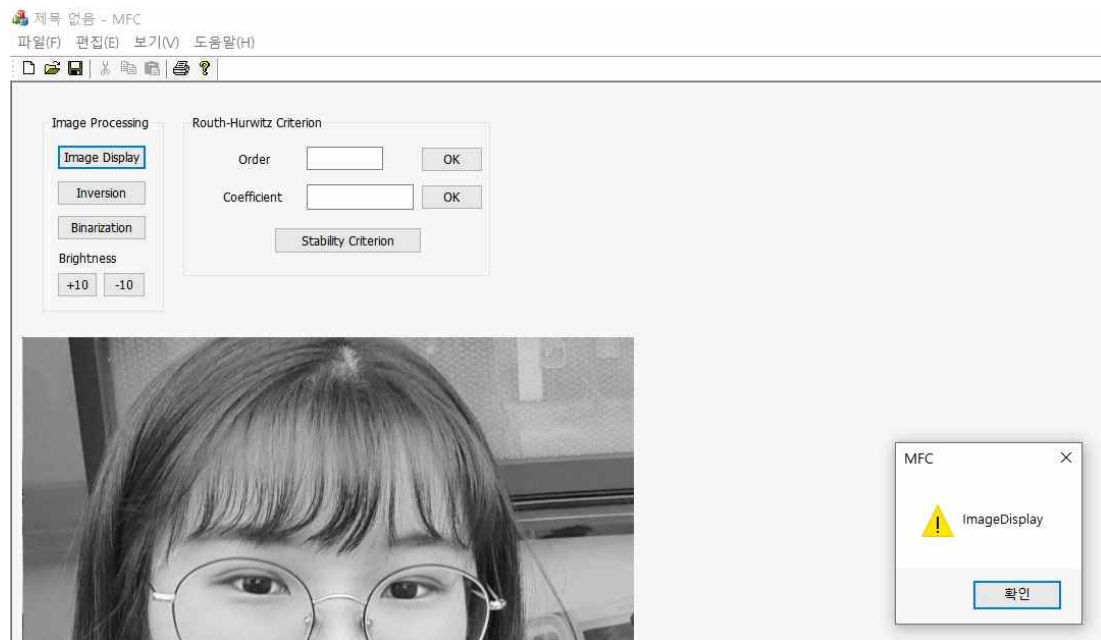 제목 없음 - MFC
파일(F) 편집(E) 보기(V) 도움말(H)
Image Processing
Image Display
Inversion
Binarization
Brightness
+10 -10
Routh-Hurwitz Criterion
Order OK
Coefficient OK
Stability Criterion
MFC
ImageDisplay
확인